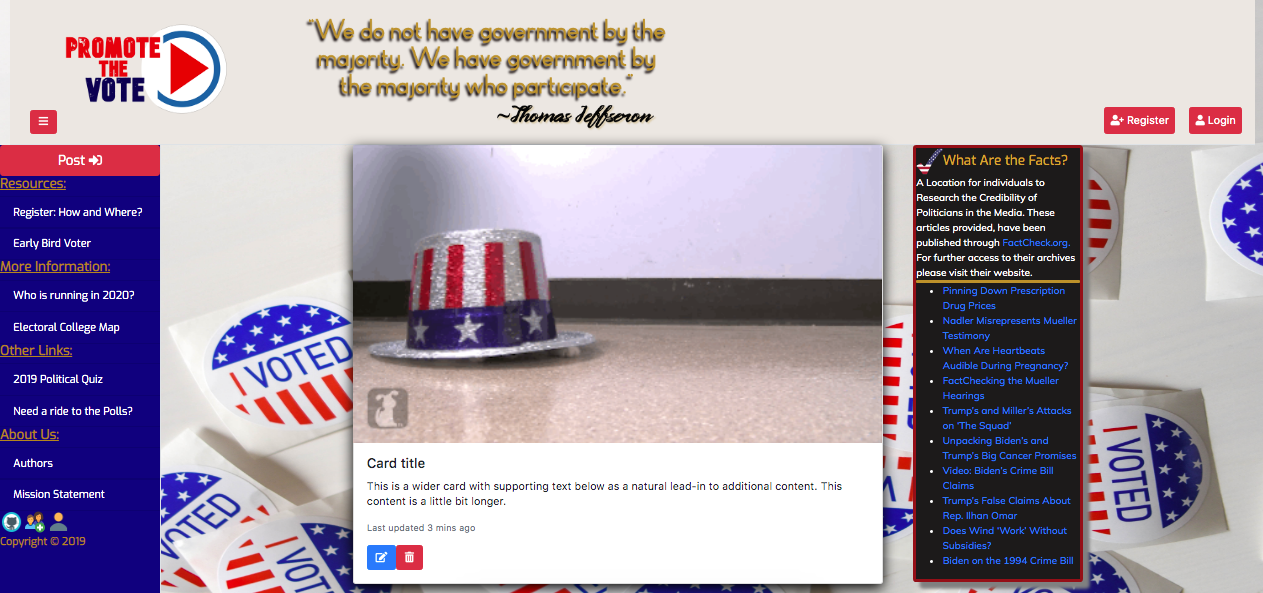 PROMOTE
THE
VOTE
"We do not have government by the
majority. We have government by
the majority who participate."
~Thomas Jeffseron
Register
Login
Post
Resources:
Register: How and Where?
Early Bird Voter
More Information:
Who is running in 2020?
Electoral College Map
Other Links:
2019 Political Quiz
Need a ride to the Polls?
About Us:
Authors
Mission Statement
Copyright © 2019
I VOTED
VOTED
VOTED
Card title
This is a wider card with supporting text below as a natural lead-in to additional content. This
content is a little bit longer.
Last updated 3 mins ago
What Are the Facts?
A Location for individuals to
Research the Credibility of
Politicians in the Media. These
articles provided, have been
published through FactCheck.org.
For further access to their archives
please visit their website.
Pinning Down Prescription
Drug Prices
Nadler Misrepresents Mueller
Testimony
When Are Heartbeats
Audible During Pregnancy?
FactChecking the Mueller
Hearings
Trump's and Miller's Attacks
on 'The Squad'
Unpacking Biden's and
Trump's Big Cancer Promises
Video: Biden's Crime Bill
Claims
Trump's False Claims About
Rep. Ilhan Omar
Does Wind 'Work' Without
Subsidies?
Biden on the 1994 Crime Bill
I VOTED